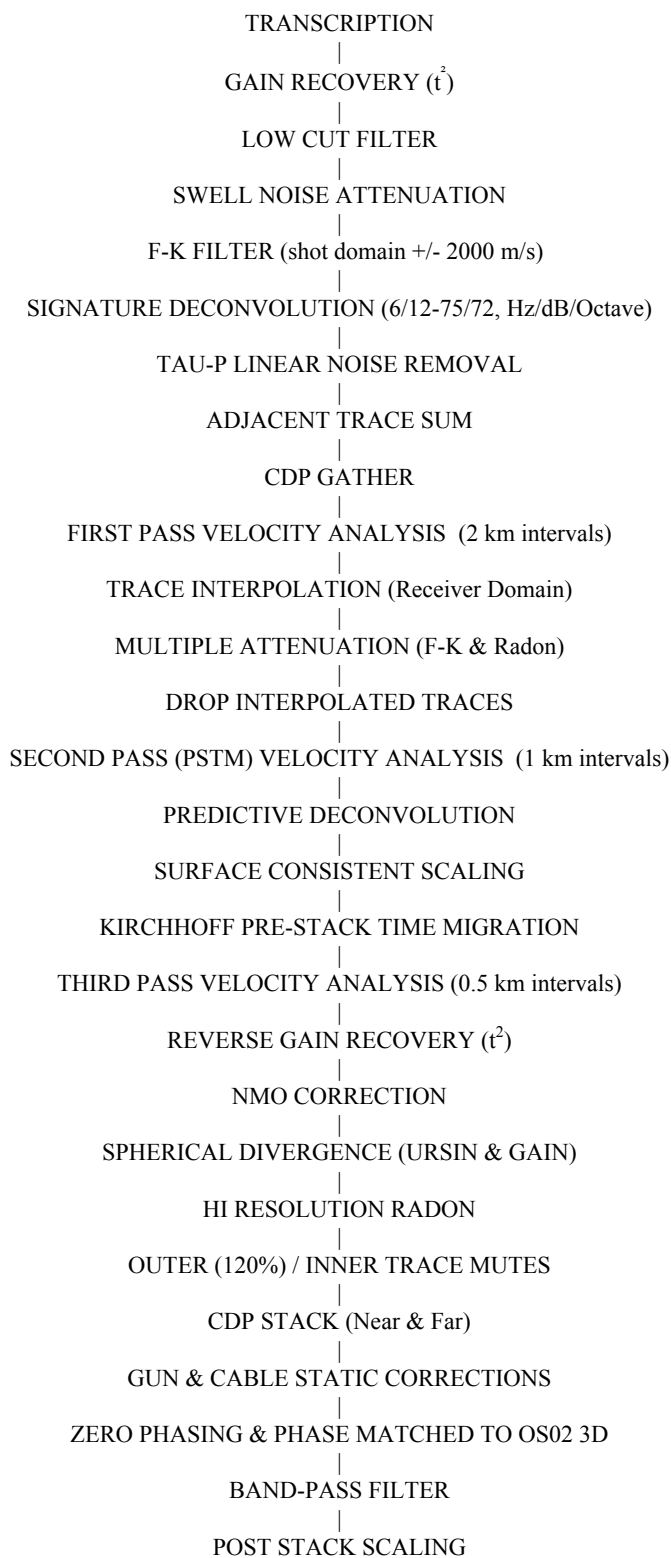 TRANSCRIPTION
|
GAIN RECOVERY (t²)
|
LOW CUT FILTER
|
SWELL NOISE ATTENUATION
|
F-K FILTER (shot domain +/- 2000 m/s)
|
SIGNATURE DECONVOLUTION (6/12-75/72, Hz/dB/Octave)
|
TAU-P LINEAR NOISE REMOVAL
|
ADJACENT TRACE SUM
|
CDP GATHER
|
FIRST PASS VELOCITY ANALYSIS (2 km intervals)
|
TRACE INTERPOLATION (Receiver Domain)
|
MULTIPLE ATTENUATION (F-K & Radon)
|
DROP INTERPOLATED TRACES
|
SECOND PASS (PSTM) VELOCITY ANALYSIS (1 km intervals)
|
PREDICTIVE DECONVOLUTION
|
SURFACE CONSISTENT SCALING
|
KIRCHHOFF PRE-STACK TIME MIGRATION
|
THIRD PASS VELOCITY ANALYSIS (0.5 km intervals)
|
REVERSE GAIN RECOVERY (t²)
|
NMO CORRECTION
|
SPHERICAL DIVERGENCE (URSIN & GAIN)
|
HI RESOLUTION RADON
|
OUTER (120%) / INNER TRACE MUTES
|
CDP STACK (Near & Far)
|
GUN & CABLE STATIC CORRECTIONS
|
ZERO PHASING & PHASE MATCHED TO OS02 3D
|
BAND-PASS FILTER
|
POST STACK SCALING